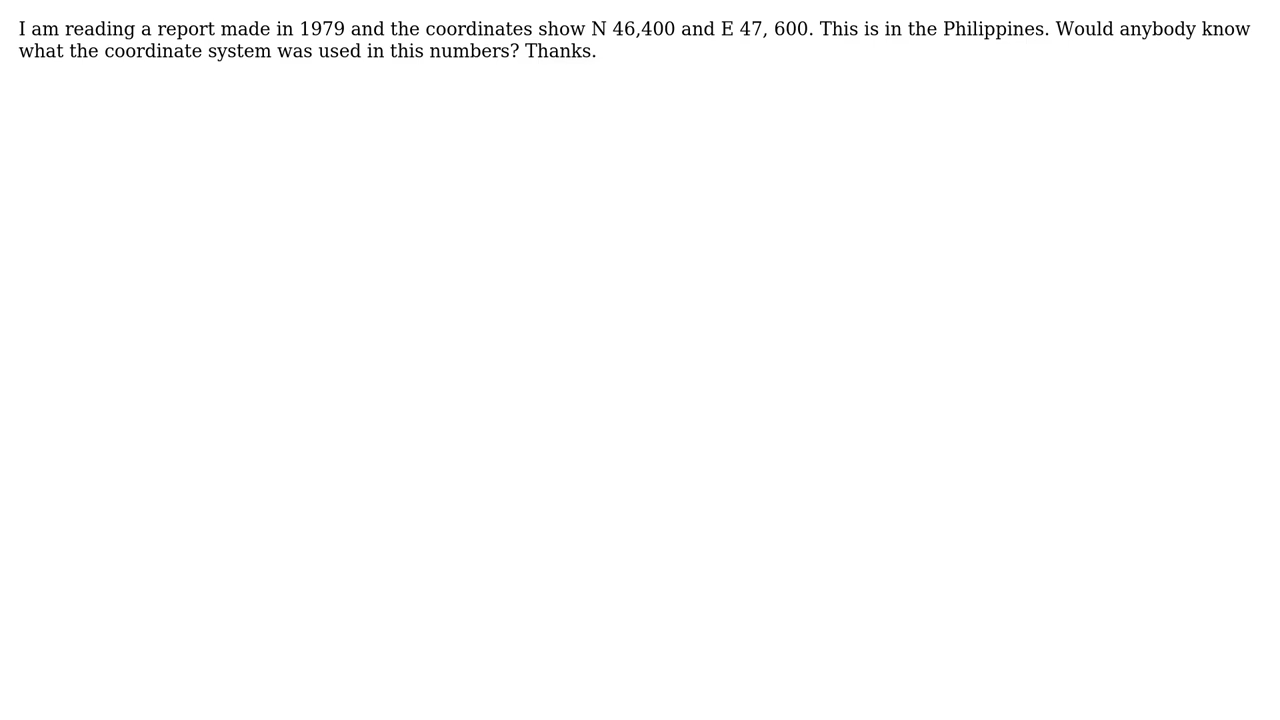 I am reading a report made in 1979 and the coordinates show N 46,400 and E 47, 600. This is in the Philippines. Would anybody know
what the coordinate system was used in this numbers? Thanks.